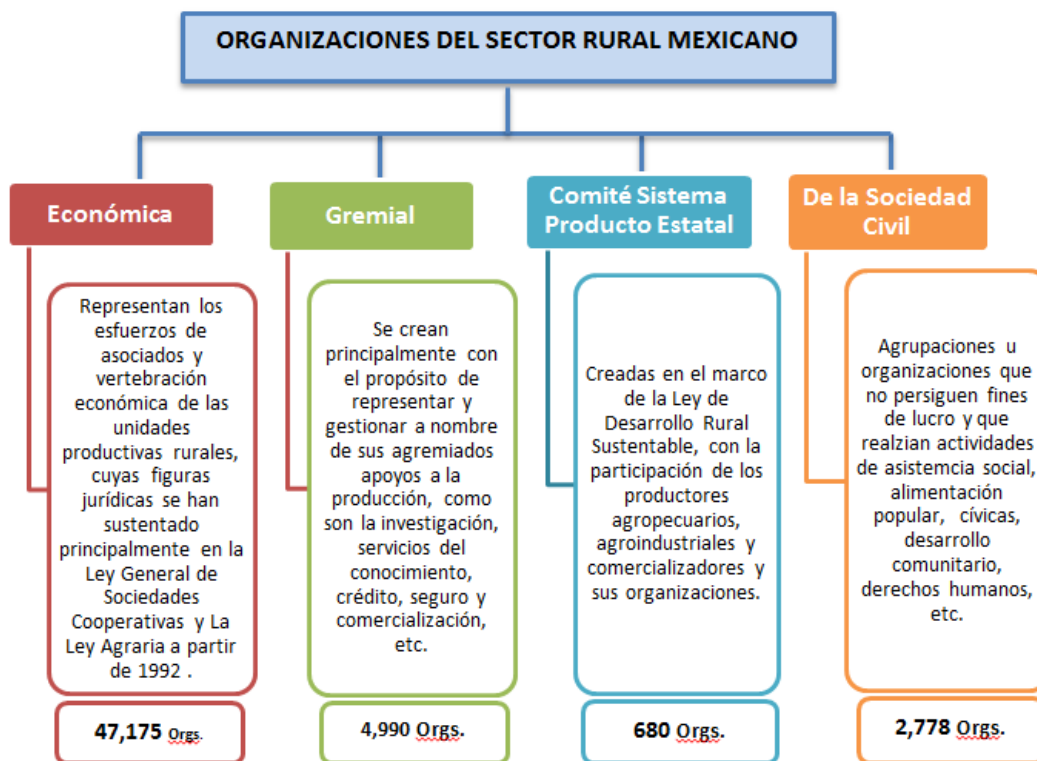 ORGANIZACIONES DEL SECTOR RURAL MEXICANO
Económica
Representan los
esfuerzos de
asociados y
vertebración
económica de las
unidades
productivas rurales,
cuyas figuras
jurídicas se han
sustentado
principalmente en la
Ley General de
Sociedades
Cooperativas y La
Ley Agraria a partir
de 1992 .
47,175 Orgs.
Gremial
Se crean
principalmente con
el propósito de
representar y
gestionar a nombre
de sus agremiados
apoyos a la
producción, como
son la investigación,
servicios del
conocimiento,
crédito, seguro y
comercialización,
etc.
4,990 Orgs.
Comité Sistema
Producto Estatal
Creadas en el marco
de la Ley de
Desarrollo Rural
Sustentable, con la
participación de los
productores
agropecuarios,
agroindustriales y
comercializadores y
sus organizaciones.
680 Orgs.
De la Sociedad
Civil
Agrupaciones u
organizaciones que
no persiguen fines
de lucro y que
realzian actividades
de asistemcia social,
alimentación
popular, cívicas,
desarrollo
comunitario,
derechos humanos,
etc.
2,778 Orgs.